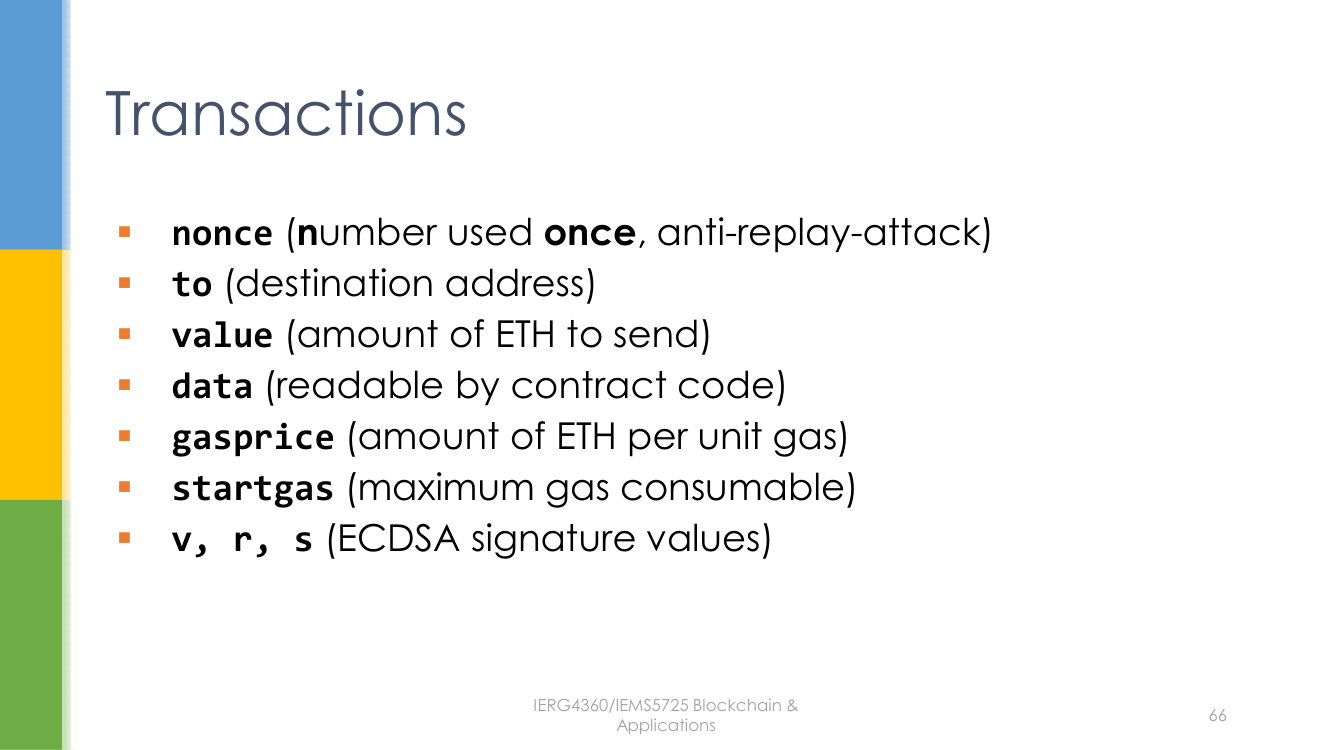 Transactions
▪ nonce (number used once, anti-replay-attack)
▪ to (destination address)
▪ value (amount of ETH to send)
▪ data (readable by contract code)
▪ gasprice (amount of ETH per unit gas)
▪ startgas (maximum gas consumable)
▪ v, r, s (ECDSA signature values)
IERG4360/IEMS5725 Blockchain &
Applications
66